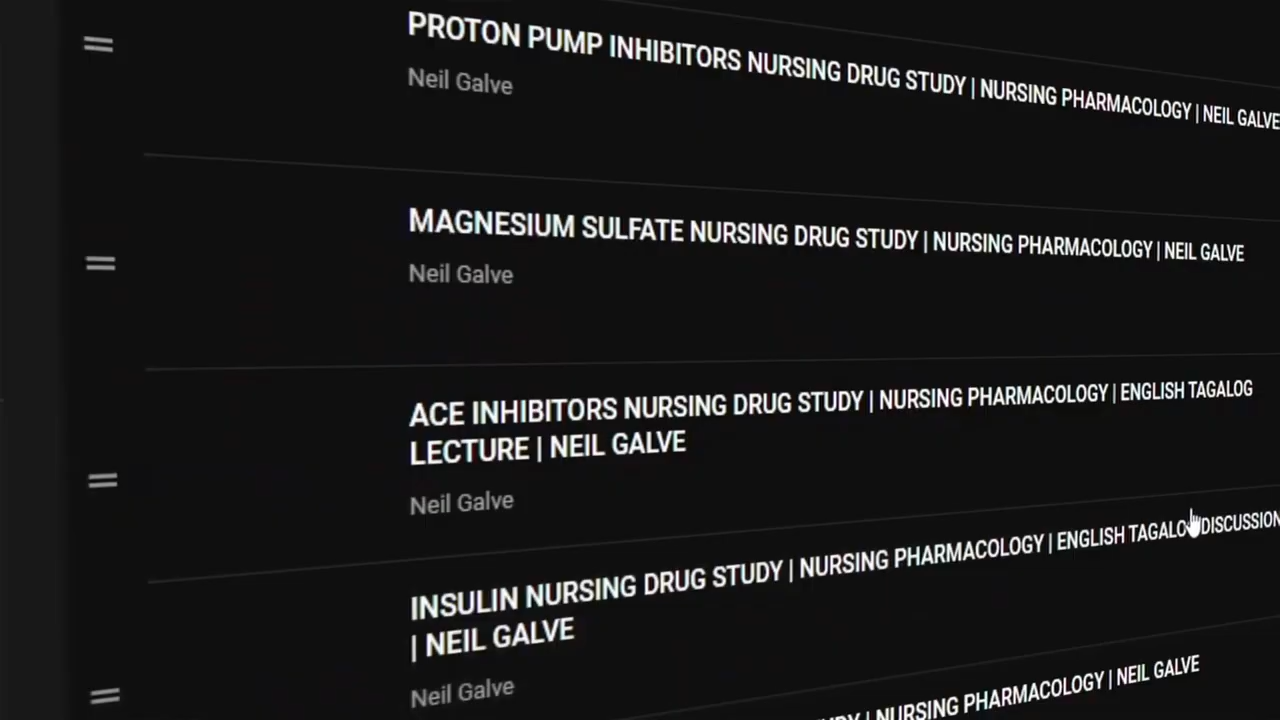 PROTON PUMP INHIBITORS NURSING DRUG STUDY | NURSING PHARMACOLOGY | NEIL GALVE
Neil Galve
MAGNESIUM SULFATE NURSING DRUG STUDY | NURSING PHARMACOLOGY | NEIL GALVE
Neil Galve
ACE INHIBITORS NURSING DRUG STUDY | NURSING PHARMACOLOGY | ENGLISH TAGALOG
LECTURE | NEIL GALVE
Neil Galve
INSULIN NURSING DRUG STUDY | NURSING PHARMACOLOGY | ENGLISH TAGALOG DISCUSSION
| NEIL GALVE
Neil Galve
| NURSING PHARMACOLOGY | NEIL GALVE